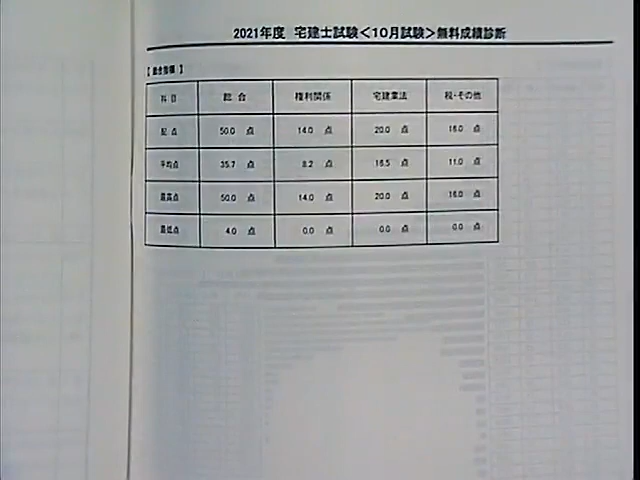 2021年度 宅建士試験<10月試験>無料成績診断
【総合指標】
科目 総合 権利関係 宅建業法 税・その他
配点 50.0 点 14.0 点 20.0 点 16.0 点
平均点 35.7 点 8.2 点 16.5 点 11.0 点
最高点 50.0 点 14.0 点 20.0 点 16.0 点
最低点 4.0 点 0.0 点 0.0 点 0.0 点